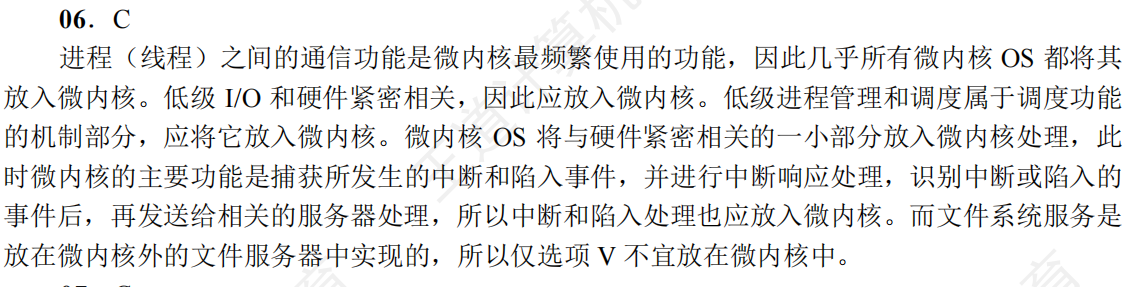 06．C
进程（线程）之间的通信功能是微内核最频繁使用的功能，因此几乎所有微内核 OS 都将其
放入微内核。低级 I/O 和硬件紧密相关，因此应放入微内核。低级进程管理和调度属于调度功能
的机制部分，应将它放入微内核。微内核 OS 将与硬件紧密相关的一小部分放入微内核处理，此
时微内核的主要功能是捕获所发生的中断和陷入事件，并进行中断响应处理，识别中断或陷入的
事件后，再发送给相关的服务器处理，所以中断和陷入处理也应放入微内核。而文件系统服务是
放在微内核外的文件服务器中实现的，所以仅选项 V 不宜放在微内核中。